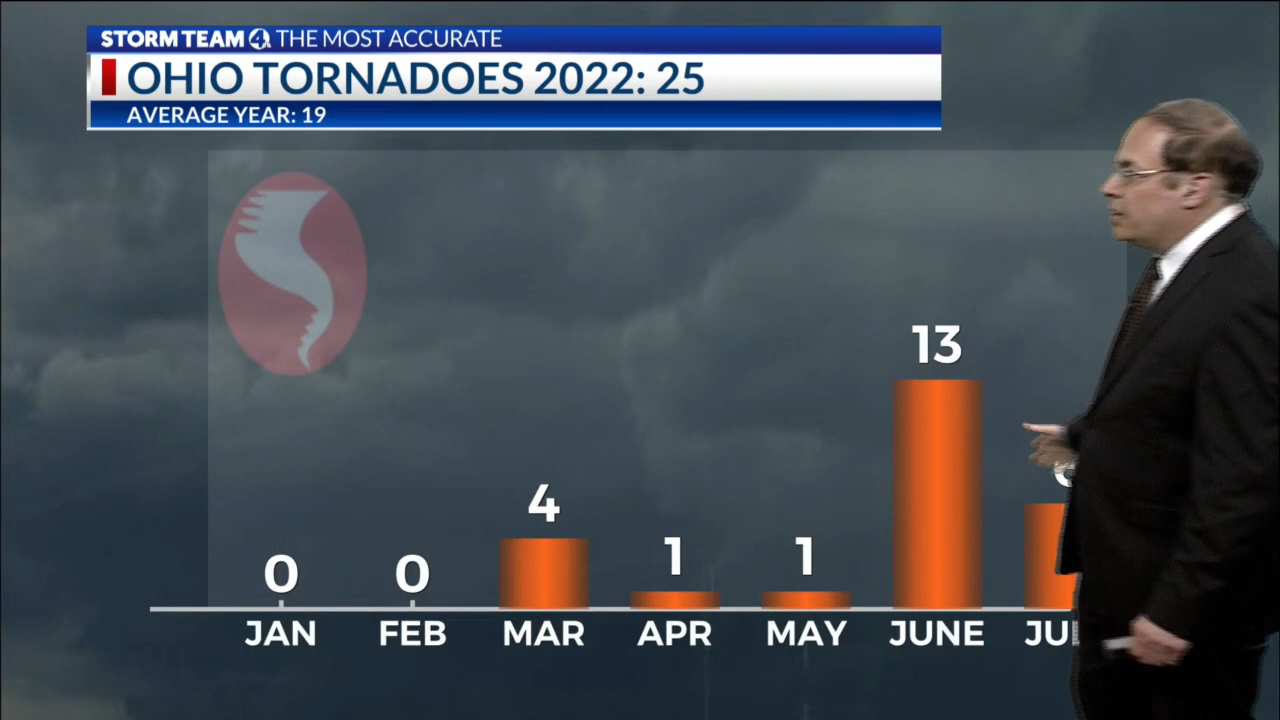 STORM TEAM 4 THE MOST ACCURATE
OHIO TORNADOES 2022: 25
AVERAGE YEAR: 19
13
4
1
1
0
0
JAN FEB MAR APR MAY JUNE